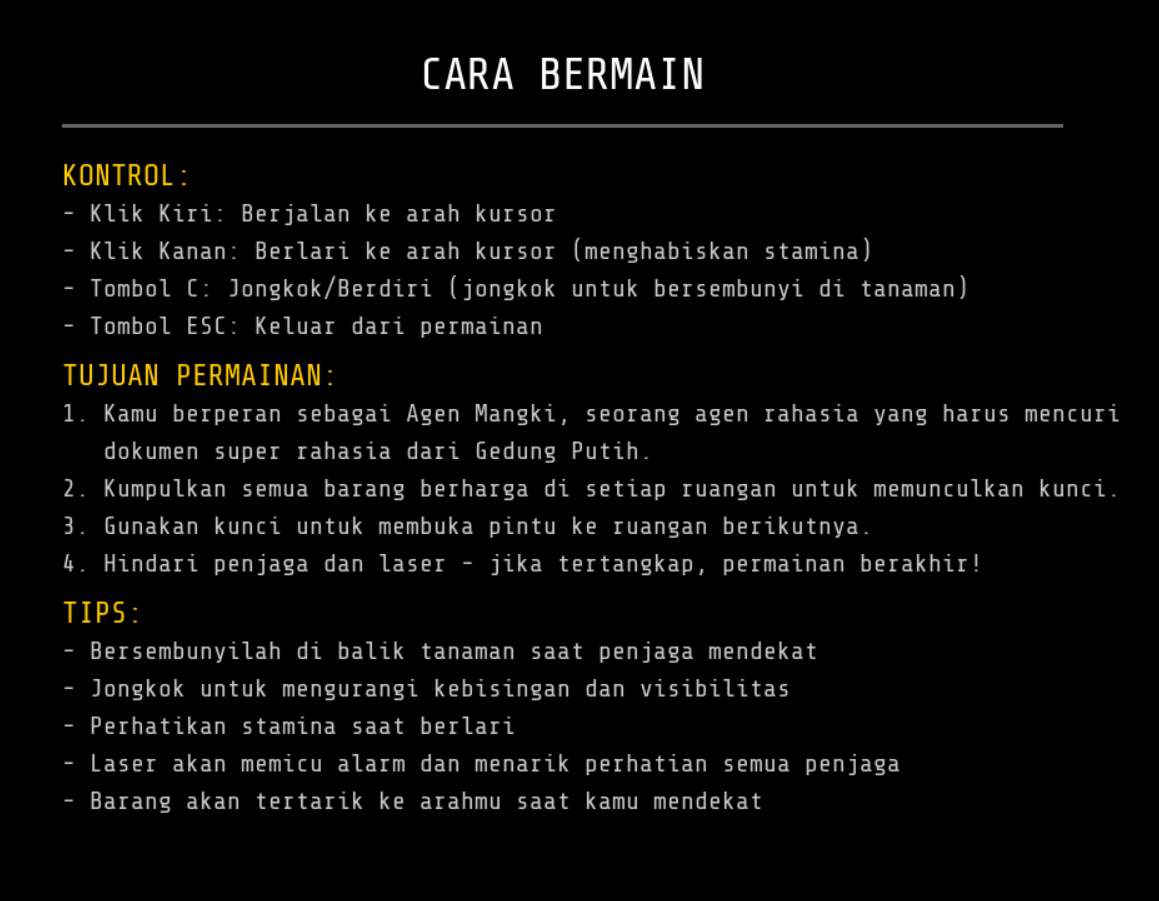 CARA BERMAIN
KONTROL:
- Klik Kiri: Berjalan ke arah kursor
- Klik Kanan: Berlari ke arah kursor (menghabiskan stamina)
- Tombol C: Jongkok/Berdiri (jongkok untuk bersembunyi di tanaman)
- Tombol ESC: Keluar dari permainan
TUJUAN PERMAINAN:
1. Kamu berperan sebagai Agen Mangki, seorang agen rahasia yang harus mencuri
dokumen super rahasia dari Gedung Putih.
2. Kumpulkan semua barang berharga di setiap ruangan untuk memunculkan kunci.
3. Gunakan kunci untuk membuka pintu ke ruangan berikutnya.
4. Hindari penjaga dan laser - jika tertangkap, permainan berakhir!
TIPS:
- Bersembunyilah di balik tanaman saat penjaga mendekat
- Jongkok untuk mengurangi kebisingan dan visibilitas
- Perhatikan stamina saat berlari
- Laser akan memicu alarm dan menarik perhatian semua penjaga
- Barang akan tertarik ke arahmu saat kamu mendekat